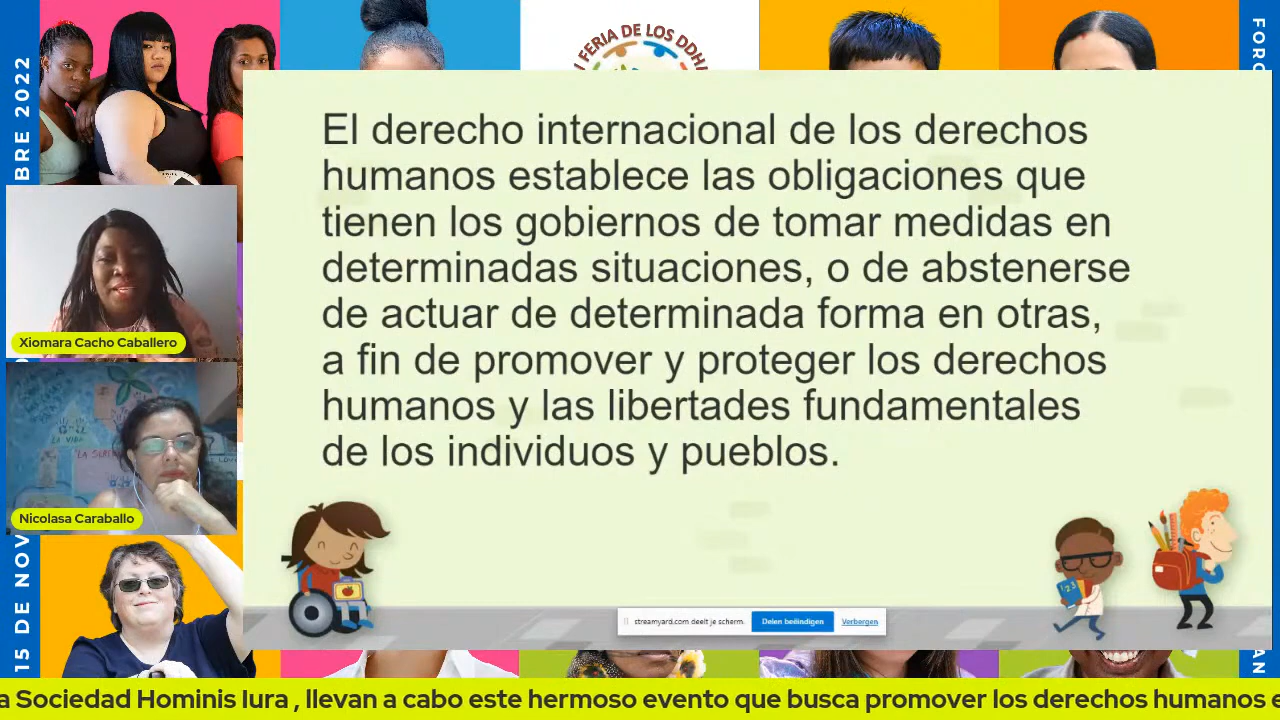 FERIA DE LOS DDHH
El derecho internacional de los derechos
humanos establece las obligaciones que
tienen los gobiernos de tomar medidas en
determinadas situaciones, o de abstenerse
de actuar de determinada forma en otras,
a fin de promover y proteger los derechos
humanos y las libertades fundamentales
de los individuos y pueblos.
Xiomara Cacho Caballero
LA VIDA
Nicolasa Caraballo
15 DE NOV
BRE 2022
streamyard.com deelt je scherm.
Delen beëindigen
Verbergen
a Sociedad Hominis Iura , llevan a cabo este hermoso evento que busca promover los derechos humanos e